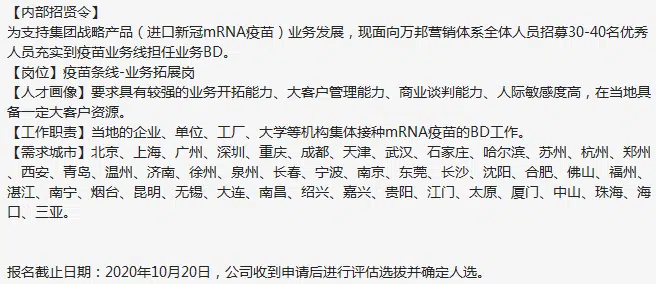 【内部招贤令】
为支持集团战略产品（进口新冠mRNA疫苗）业务发展，现面向万邦营销体系全体人员招募30-40名优秀
人员充实到疫苗业务线担任业务BD。
【岗位】疫苗条线-业务拓展岗
【人才画像】要求具有较强的业务开拓能力、大客户管理能力、商业谈判能力、人际敏感度高，在当地具
备一定大客户资源。
【工作职责】当地的企业、单位、工厂、大学等机构集体接种mRNA疫苗的BD工作。
【需求城市】北京、上海、广州、深圳、重庆、成都、天津、武汉、石家庄、哈尔滨、苏州、杭州、郑州
、西安、青岛、温州、济南、徐州、泉州、长春、宁波、南京、东莞、长沙、沈阳、合肥、佛山、福州、
湛江、南宁、烟台、昆明、无锡、大连、南昌、绍兴、嘉兴、贵阳、江门、太原、厦门、中山、珠海、海
口、三亚。
报名截止日期：2020年10月20日，公司收到申请后进行评估选拔并确定人选。